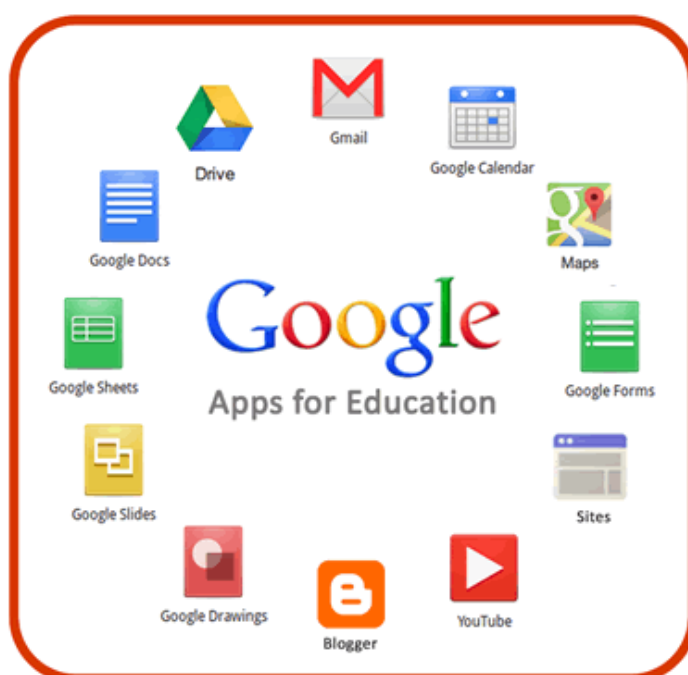 Gmail
Drive
Google Calendar
Google Docs
Maps
Google
Apps for Education
Google Sheets
Google Forms
Google Slides
Sites
Google Drawings
YouTube
Blogger